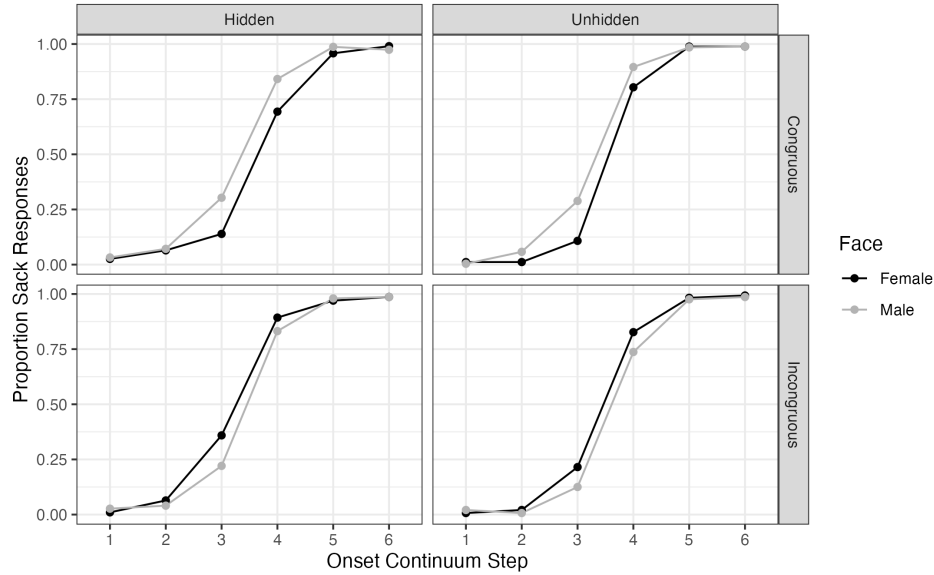 Hidden
Unhidden
Proportion Sack Responses
1.00
0.75
0.50
0.25
0.00
Congruous
1.00
0.75
0.50
0.25
0.00
Incongruous
1 2 3 4 5 6
1 2 3 4 5 6
Onset Continuum Step
Face
Female
Male